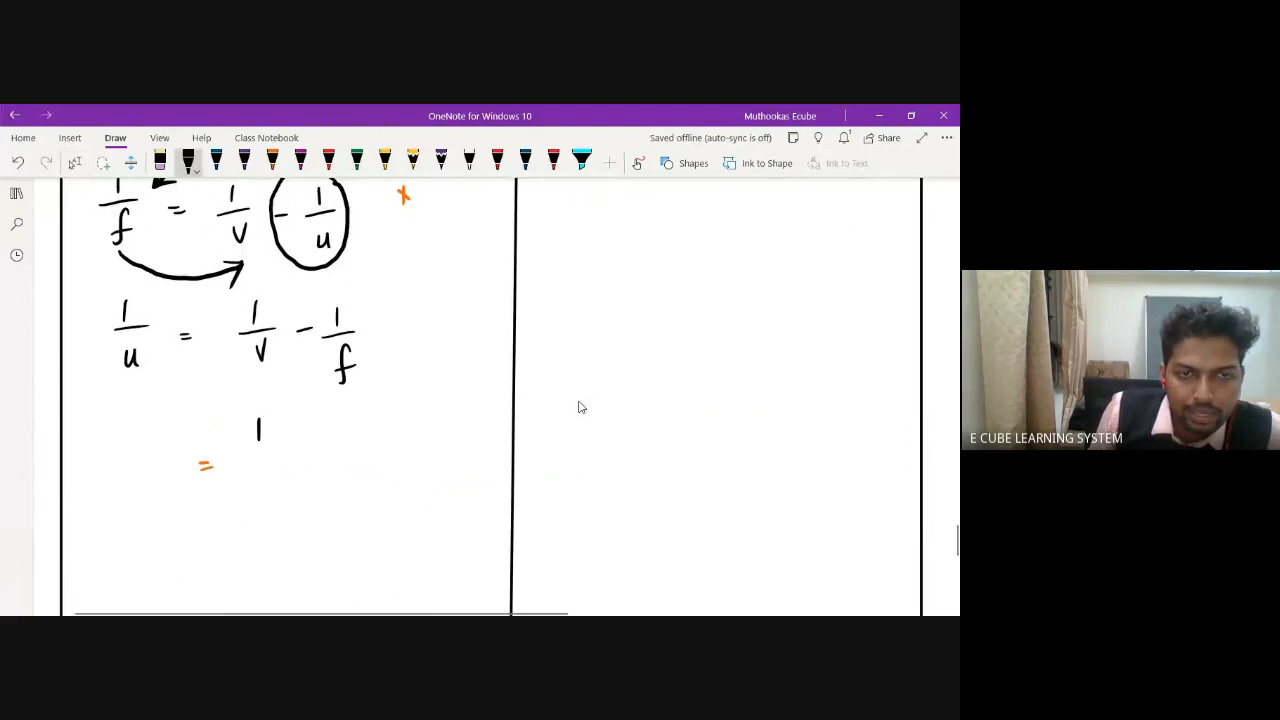 OneNote for Windows 10
Muthookas Ecube
Home Insert Draw View Help Class Notebook
Saved offline (auto-sync is off)
Share
Shapes Ink to Shape Ink to Text
1/f = 1/v - 1/u x
1/u = 1/v - 1/f
= 1
E CUBE LEARNING SYSTEM